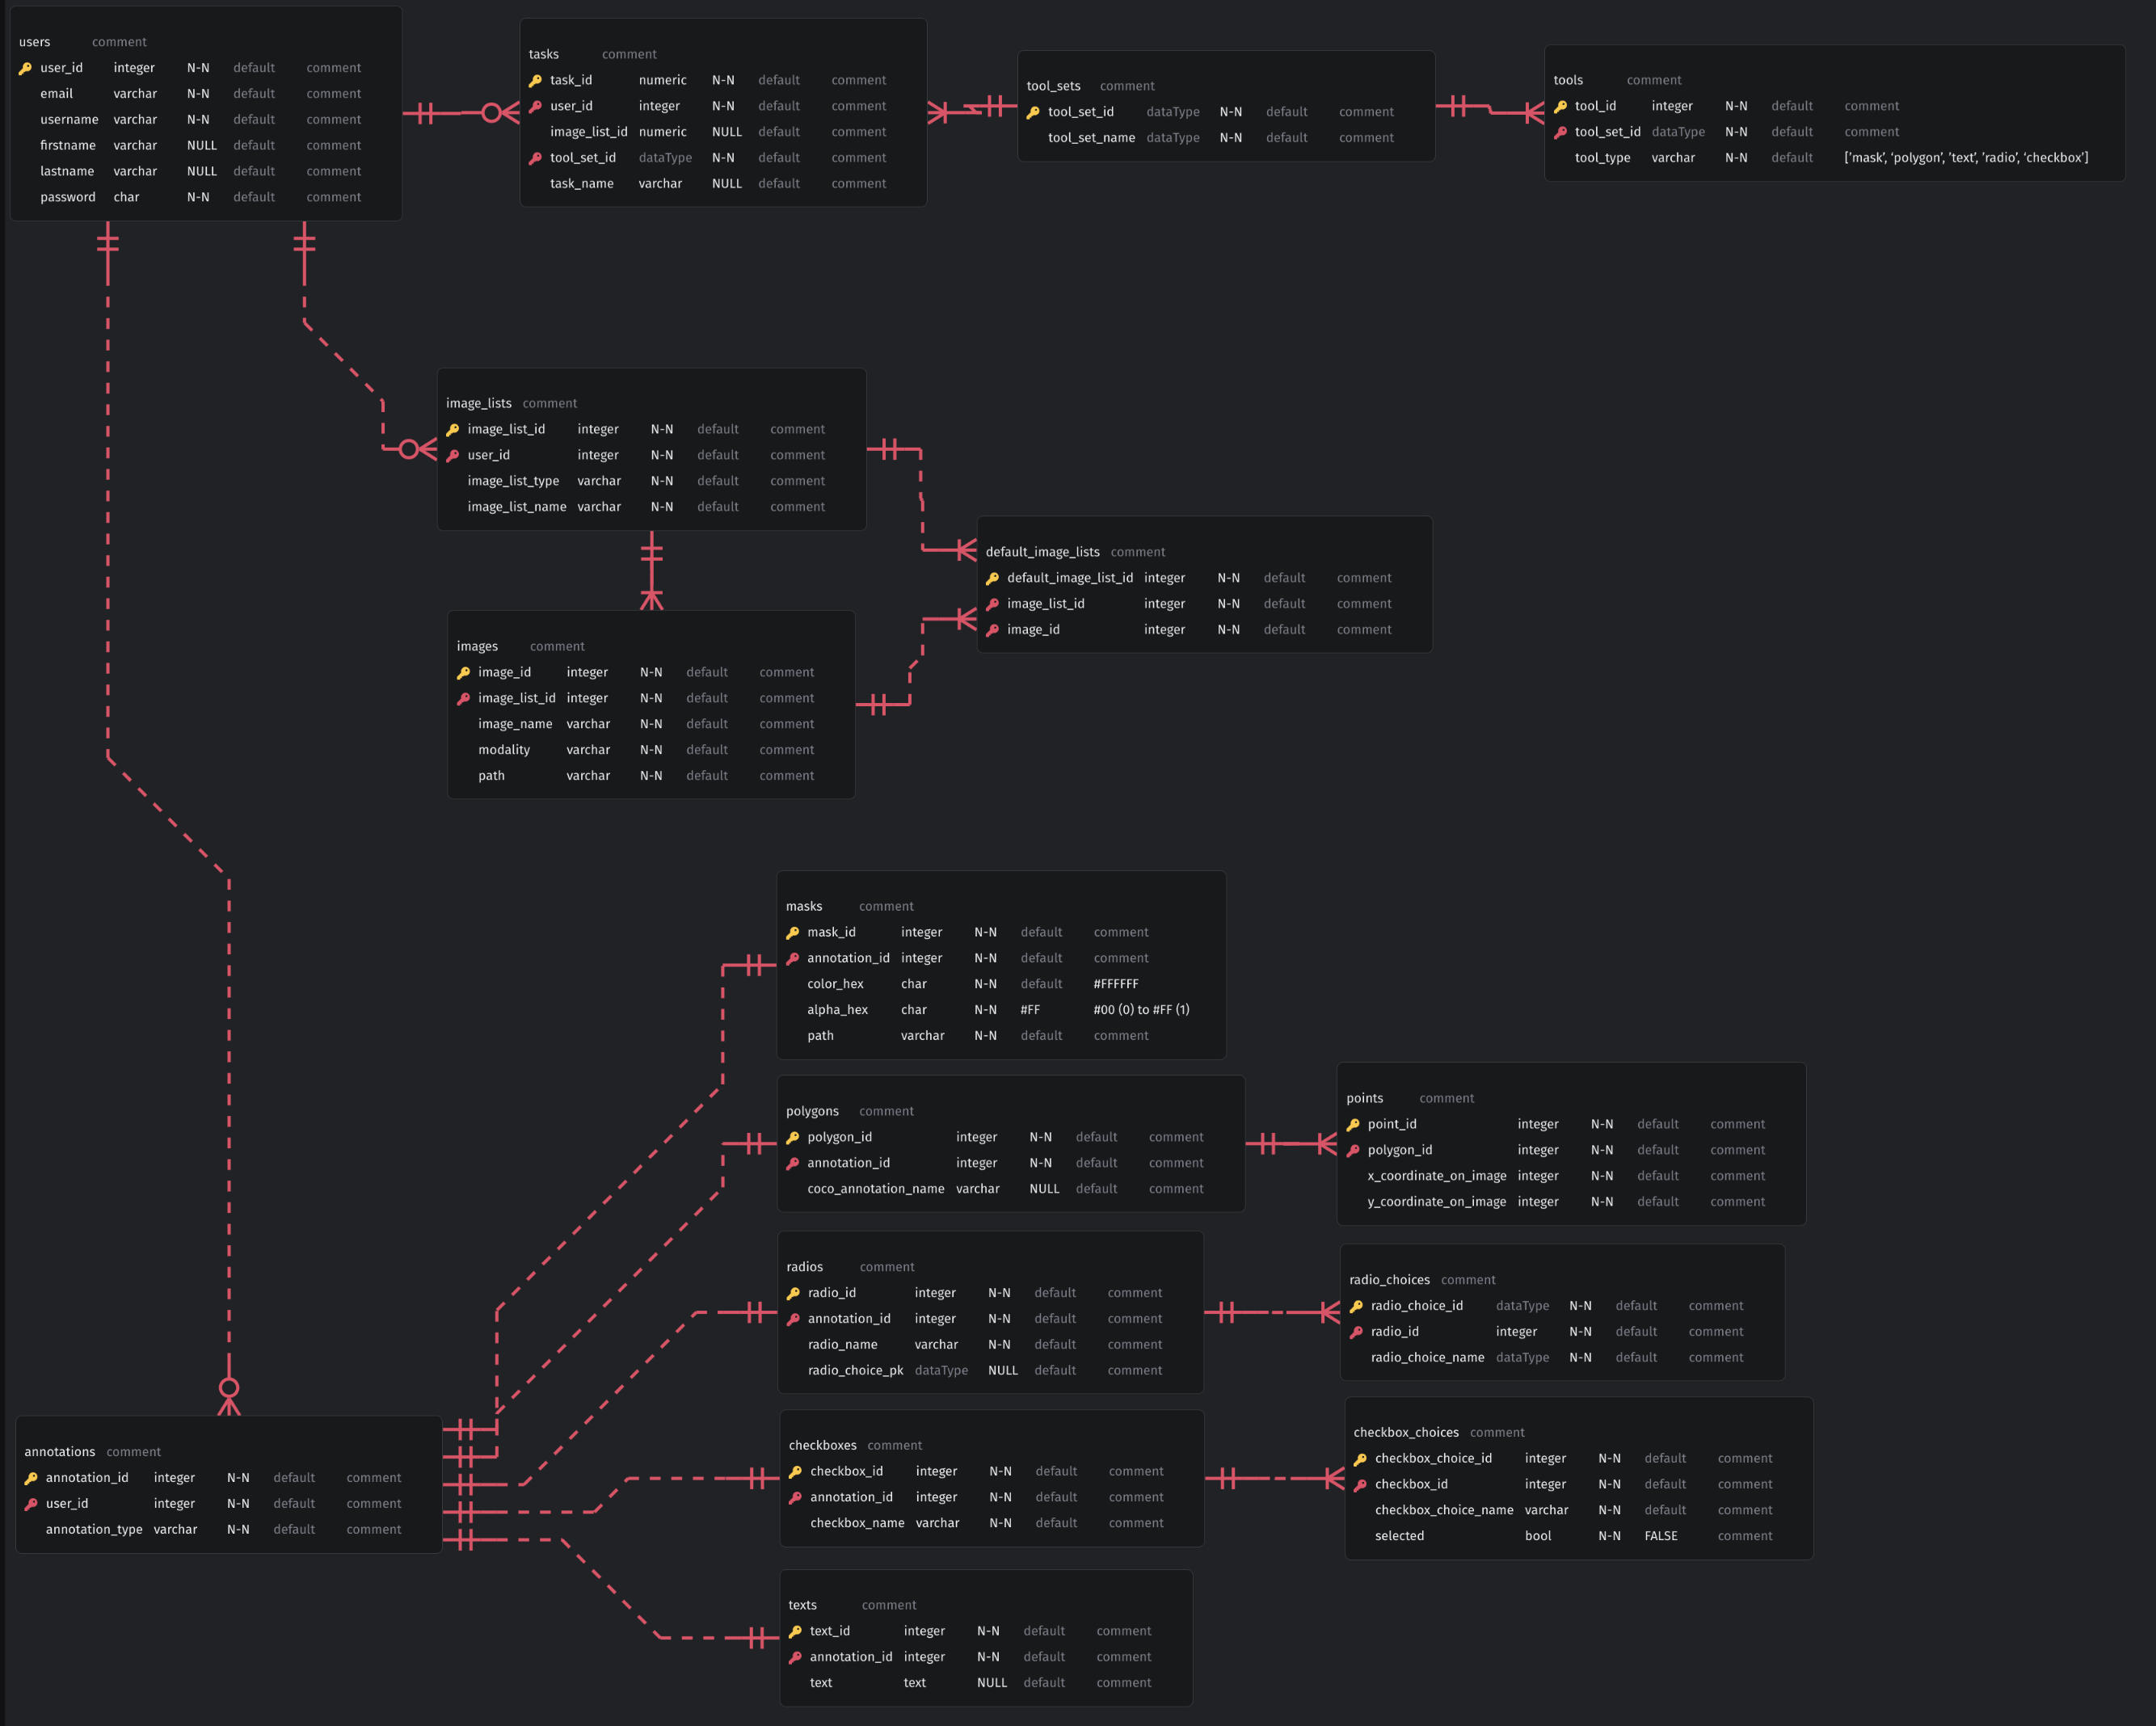 users comment
user_id integer N-N default comment
email varchar N-N default comment
username varchar N-N default comment
firstname varchar NULL default comment
lastname varchar NULL default comment
password char N-N default comment
tasks comment
task_id numeric N-N default comment
user_id integer N-N default comment
image_list_id numeric NULL default comment
tool_set_id dataType N-N default comment
task_name varchar NULL default comment
tool_sets comment
tool_set_id dataType N-N default comment
tool_set_name dataType N-N default comment
tools comment
tool_id integer N-N default comment
tool_set_id dataType N-N default comment
tool_type varchar N-N default ['mask', 'polygon', 'text', 'radio', 'checkbox']
image_lists comment
image_list_id integer N-N default comment
user_id integer N-N default comment
image_list_type varchar N-N default comment
image_list_name varchar N-N default comment
default_image_lists comment
default_image_list_id integer N-N default comment
image_list_id integer N-N default comment
image_id integer N-N default comment
images comment
image_id integer N-N default comment
image_list_id integer N-N default comment
image_name varchar N-N default comment
modality varchar N-N default comment
path varchar N-N default comment
masks comment
mask_id integer N-N default comment
annotation_id integer N-N default comment
color_hex char N-N default #FFFFFF
alpha_hex char N-N #FF #00 (0) to #FF (1)
path varchar N-N default comment
polygons comment
polygon_id integer N-N default comment
annotation_id integer N-N default comment
coco_annotation_name varchar NULL default comment
points comment
point_id integer N-N default comment
polygon_id integer N-N default comment
x_coordinate_on_image integer N-N default comment
y_coordinate_on_image integer N-N default comment
radios comment
radio_id integer N-N default comment
annotation_id integer N-N default comment
radio_name varchar N-N default comment
radio_choice_pk dataType NULL default comment
radio_choices comment
radio_choice_id dataType N-N default comment
radio_id integer N-N default comment
radio_choice_name dataType N-N default comment
annotations comment
annotation_id integer N-N default comment
user_id integer N-N default comment
annotation_type varchar N-N default comment
checkboxes comment
checkbox_id integer N-N default comment
annotation_id integer N-N default comment
checkbox_name varchar N-N default comment
checkbox_choices comment
checkbox_choice_id integer N-N default comment
checkbox_id integer N-N default comment
checkbox_choice_name varchar N-N default comment
selected bool N-N FALSE comment
texts comment
text_id integer N-N default comment
annotation_id integer N-N default comment
text text NULL default comment